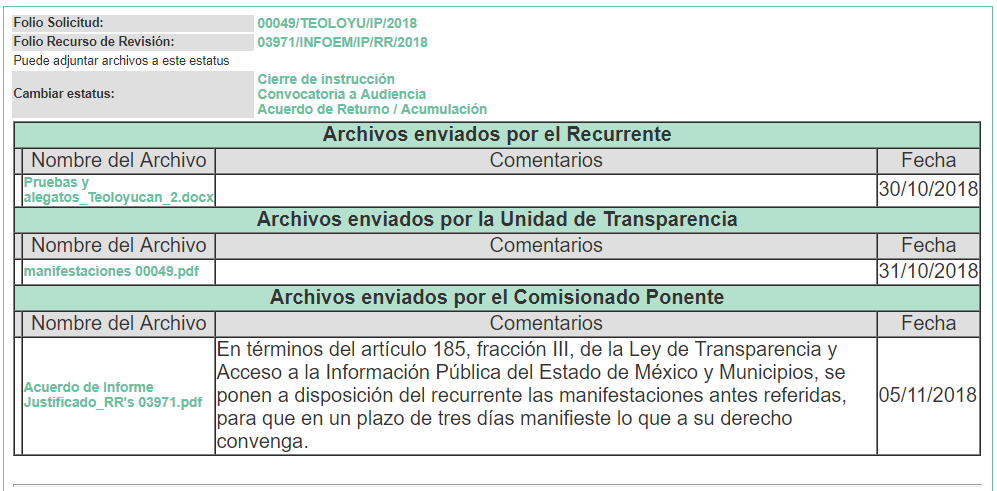 Folio Solicitud: 00049/TEOLOYU/IP/2018
Folio Recurso de Revisión: 03971/INFOEM/IP/RR/2018
Puede adjuntar archivos a este estatus
Cambiar estatus:
Cierre de instrucción
Convocatoria a Audiencia
Acuerdo de Returno / Acumulación
Archivos enviados por el Recurrente
Nombre del Archivo Comentarios Fecha
Pruebas y
alegatos_Teoloyucan_2.docx
30/10/2018
Archivos enviados por la Unidad de Transparencia
Nombre del Archivo Comentarios Fecha
manifestaciones 00049.pdf 31/10/2018
Archivos enviados por el Comisionado Ponente
Nombre del Archivo Comentarios Fecha
Acuerdo de Informe
Justificado_RR's 03971.pdf
En términos del artículo 185, fracción III, de la Ley de Transparencia y
Acceso a la Información Pública del Estado de México y Municipios, se
ponen a disposición del recurrente las manifestaciones antes referidas,
para que en un plazo de tres días manifieste lo que a su derecho
convenga.
05/11/2018